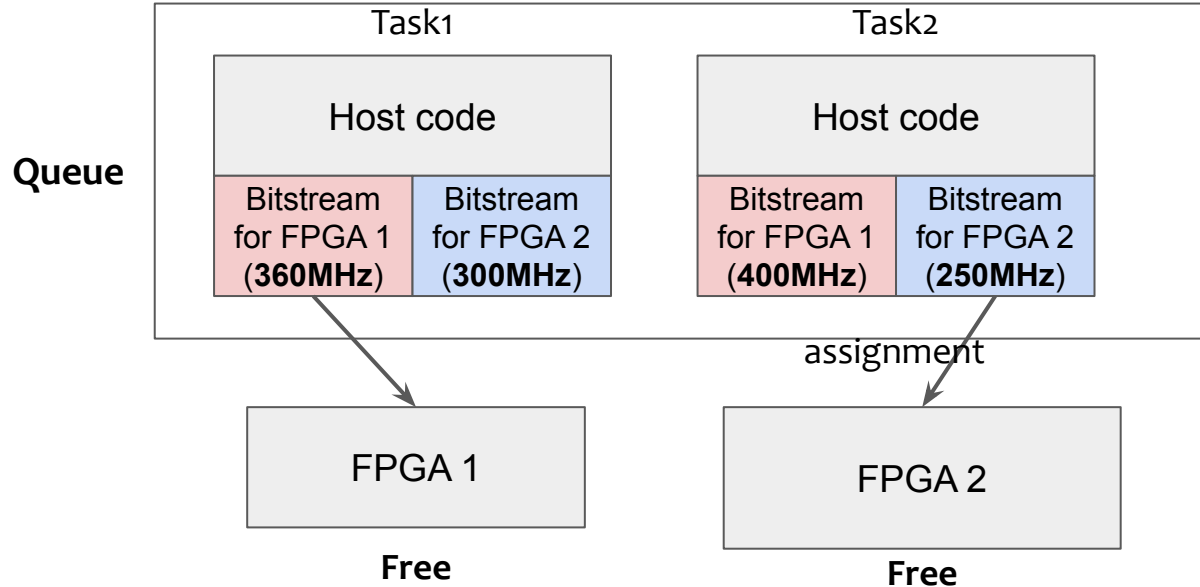 Task1
Task2
Host code
Host code
Queue
Bitstream
for FPGA 1
(360MHz)
Bitstream
for FPGA 2
(300MHz)
Bitstream
for FPGA 1
(400MHz)
Bitstream
for FPGA 2
(250MHz)
assignment
FPGA 1
FPGA 2
Free
Free